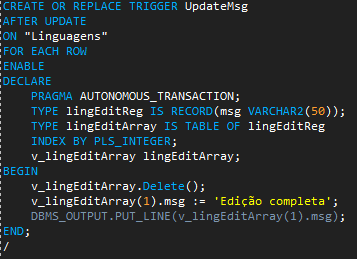 CREATE OR REPLACE TRIGGER UpdateMsg
AFTER UPDATE
ON "Linguagens"
FOR EACH ROW
ENABLE
DECLARE
PRAGMA AUTONOMOUS_TRANSACTION;
TYPE lingEditReg IS RECORD(msg VARCHAR2(50));
TYPE lingEditArray IS TABLE OF lingEditReg
INDEX BY PLS_INTEGER;
v_lingEditArray lingEditArray;
BEGIN
v_lingEditArray.Delete();
v_lingEditArray(1).msg := 'Edição completa';
DBMS_OUTPUT.PUT_LINE(v_lingEditArray(1).msg);
END;
/